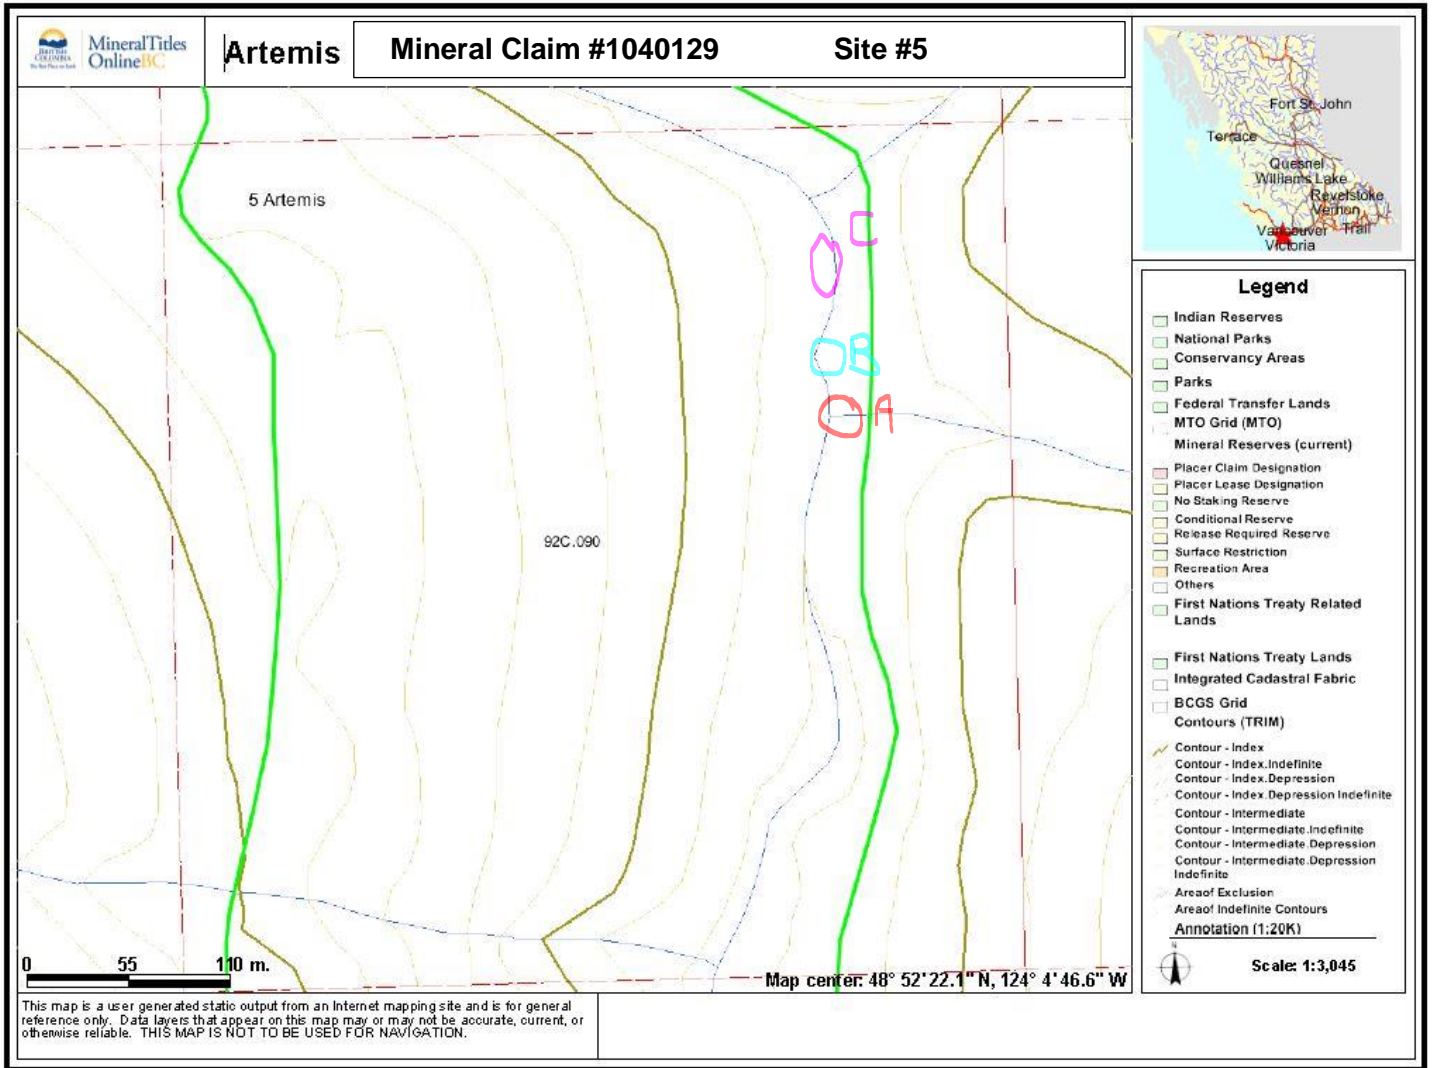 BRITISH COLUMBIA
The Best Place on Earth
MineralTitles
OnlineBC
Artemis
Mineral Claim #1040129 Site #5
5 Artemis
92C.090
C
B
A
0 55 110 m.
Map center: 48° 52'22.1" N, 124° 4'46.6" W
Fort St. John
Terrace
Quesnel
Williams Lake
Revelstoke
Vernon
Vancouver Trail
Victoria
Legend
Indian Reserves
National Parks
Conservancy Areas
Parks
Federal Transfer Lands
MTO Grid (MTO)
Mineral Reserves (current)
Placer Claim Designation
Placer Lease Designation
No Staking Reserve
Conditional Reserve
Release Required Reserve
Surface Restriction
Recreation Area
Others
First Nations Treaty Related
Lands
First Nations Treaty Lands
Integrated Cadastral Fabric
BCGS Grid
Contours (TRIM)
Contour - Index
Contour - Index.Indefinite
Contour - Index.Depression
Contour - Index.Depression Indefinite
Contour - Intermediate
Contour - Intermediate.Indefinite
Contour - Intermediate.Depression
Contour - Intermediate.Depression
Indefinite
Areaof Exclusion
Areaof Indefinite Contours
Annotation (1:20K)
N
Scale: 1:3,045
This map is a user generated static output from an Internet mapping site and is for general
reference only. Data layers that appear on this map may or may not be accurate, current, or
otherwise reliable. THIS MAP IS NOT TO BE USED FOR NAVIGATION.